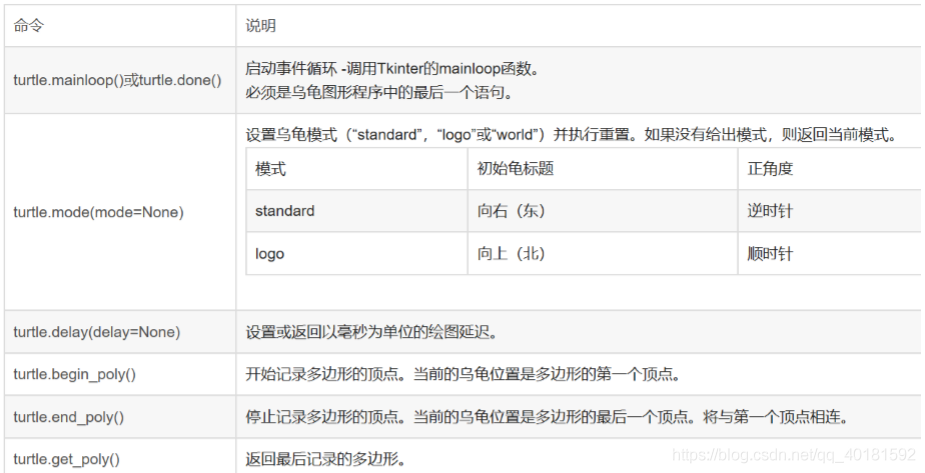 命令 说明
turtle.mainloop()或turtle.done() 启动事件循环 -调用Tkinter的mainloop函数。
必须是乌龟图形程序中的最后一个语句。
turtle.mode(mode=None) 设置乌龟模式（“standard”，“logo”或“world”）并执行重置。如果没有给出模式，则返回当前模式。
模式 初始龟标题 正角度
standard 向右（东） 逆时针
logo 向上（北） 顺时针
turtle.delay(delay=None) 设置或返回以毫秒为单位的绘图延迟。
turtle.begin_poly() 开始记录多边形的顶点。当前的乌龟位置是多边形的第一个顶点。
turtle.end_poly() 停止记录多边形的顶点。当前的乌龟位置是多边形的最后一个顶点。将与第一个顶点相连。
turtle.get_poly() 返回最后记录的多边形。
https://blog.csdn.net/qq_40181592